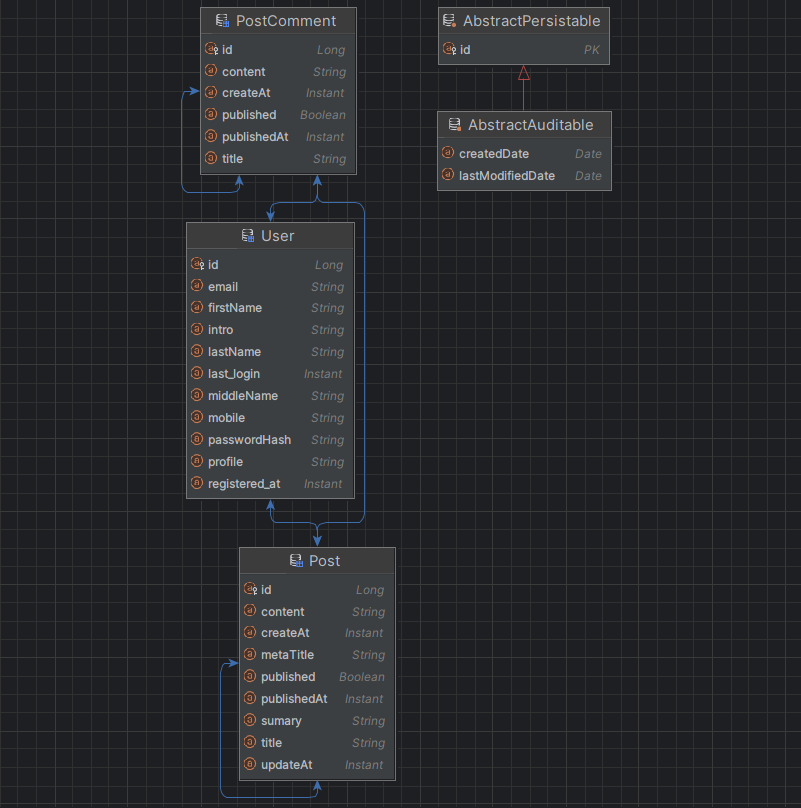 PostComment
id Long
content String
createAt Instant
published Boolean
publishedAt Instant
title String
AbstractPersistable
id PK
AbstractAuditable
createdDate Date
lastModifiedDate Date
User
id Long
email String
firstName String
intro String
lastName String
last_login Instant
middleName String
mobile String
passwordHash String
profile String
registered_at Instant
Post
id Long
content String
createAt Instant
metaTitle String
published Boolean
publishedAt Instant
sumary String
title String
updateAt Instant